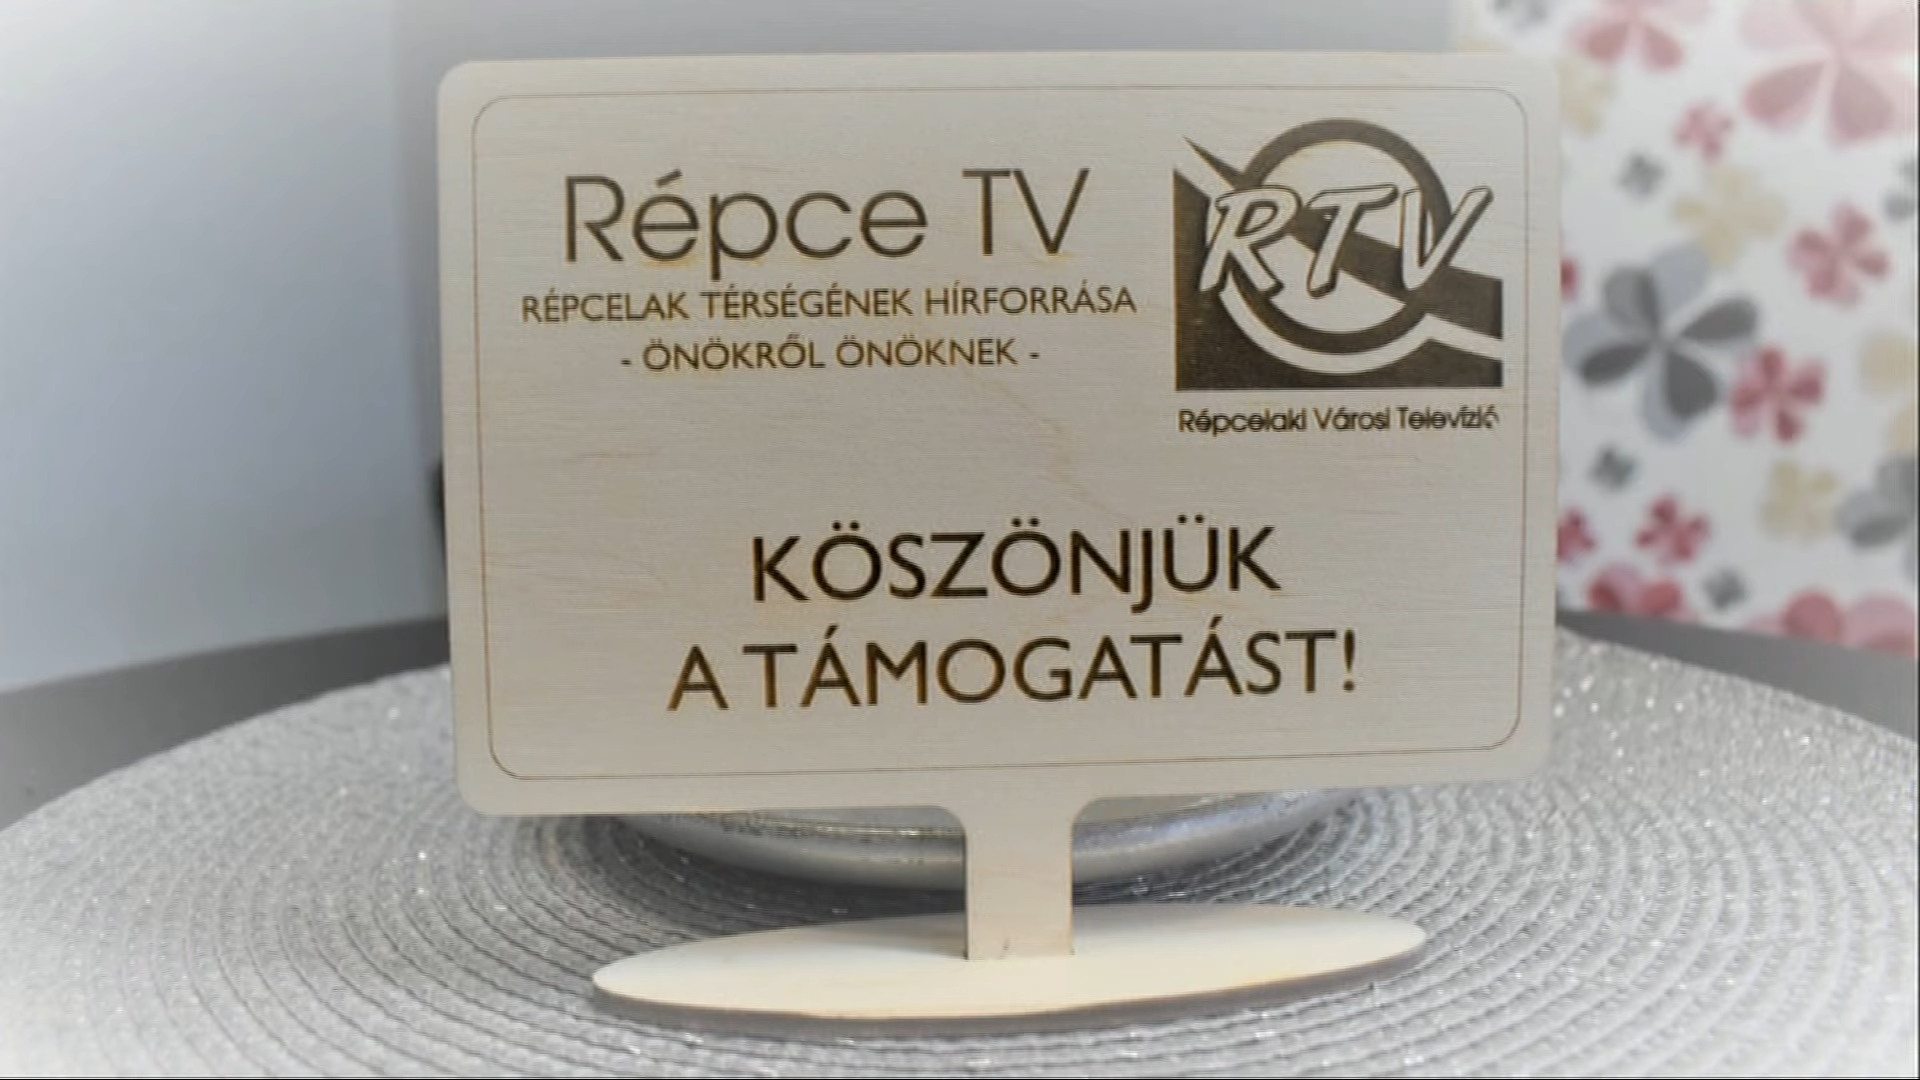 Répce TV
RÉPCELAK TÉRSÉGÉNEK HÍRFORRÁSA
- ÖNÖKRŐL ÖNÖKNEK -
RTV
Répcelaki Városi Televízió
KÖSZÖNJÜK
A TÁMOGATÁST!